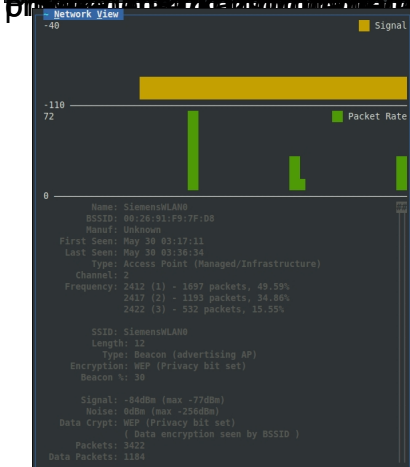 ~ Network View
-40
Signal
-110
72
Packet Rate
0
Name: SiemensWLAN0
BSSID: 00:26:91:F9:7F:D8
Manuf: Unknown
First Seen: May 30 03:17:11
Last Seen: May 30 03:36:34
Type: Access Point (Managed/Infrastructure)
Channel: 2
Frequency: 2412 (1) - 1697 packets, 49.59%
2417 (2) - 1193 packets, 34.86%
2422 (3) - 532 packets, 15.55%
SSID: SiemensWLAN0
Length: 12
Type: Beacon (advertising AP)
Encryption: WEP (Privacy bit set)
Beacon %: 30
Signal: -84dBm (max -77dBm)
Noise: 0dBm (max -256dBm)
Data Crypt: WEP (Privacy bit set)
( Data encryption seen by BSSID )
Packets: 3422
Data Packets: 1184